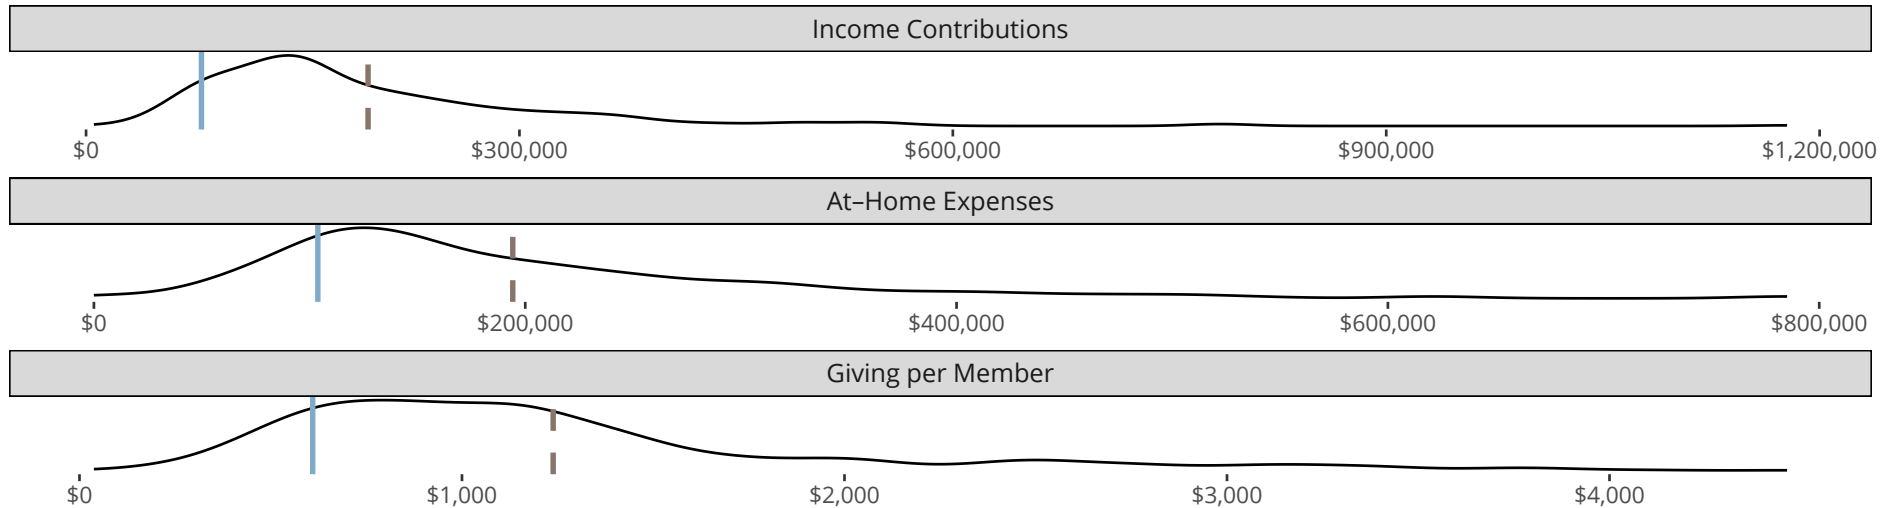 Income Contributions
$0 $300,000 $600,000 $900,000 $1,200,000
At–Home Expenses
$0 $200,000 $400,000 $600,000 $800,000
Giving per Member
$0 $1,000 $2,000 $3,000 $4,000